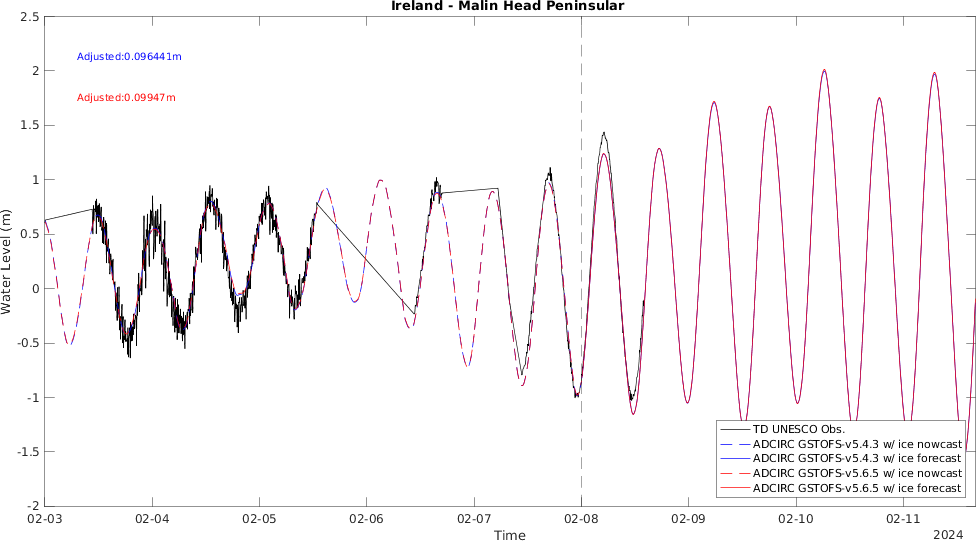 Ireland - Malin Head Peninsular
Adjusted:0.096441m
Adjusted:0.09947m
Water Level (m)
2.5
2
1.5
1
0.5
0
-0.5
-1
-1.5
-2
TD UNESCO Obs.
ADCIRC GSTOFS-v5.4.3 w/ ice nowcast
ADCIRC GSTOFS-v5.4.3 w/ ice forecast
ADCIRC GSTOFS-v5.6.5 w/ ice nowcast
ADCIRC GSTOFS-v5.6.5 w/ ice forecast
02-03 02-04 02-05 02-06 02-07 02-08 02-09 02-10 02-11
Time
2024